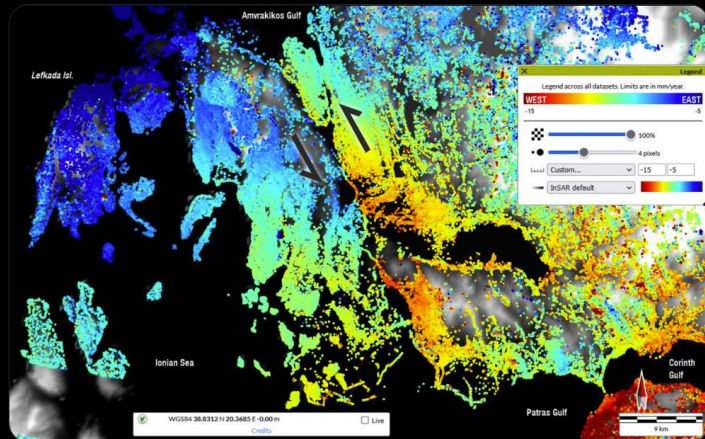 Amvrakikos Gulf
Lefkada Isl.
Legend
Legend across all datasets. Limits are in mm/year.
WEST EAST
-15 -5
100%
4 pixels
Custom... -15 -5
InSAR default
Ionian Sea
Corinth
Gulf
Patras Gulf
9 km
WGS84 38.8312 N 20.3685 E -0.00 m
Live
Credits